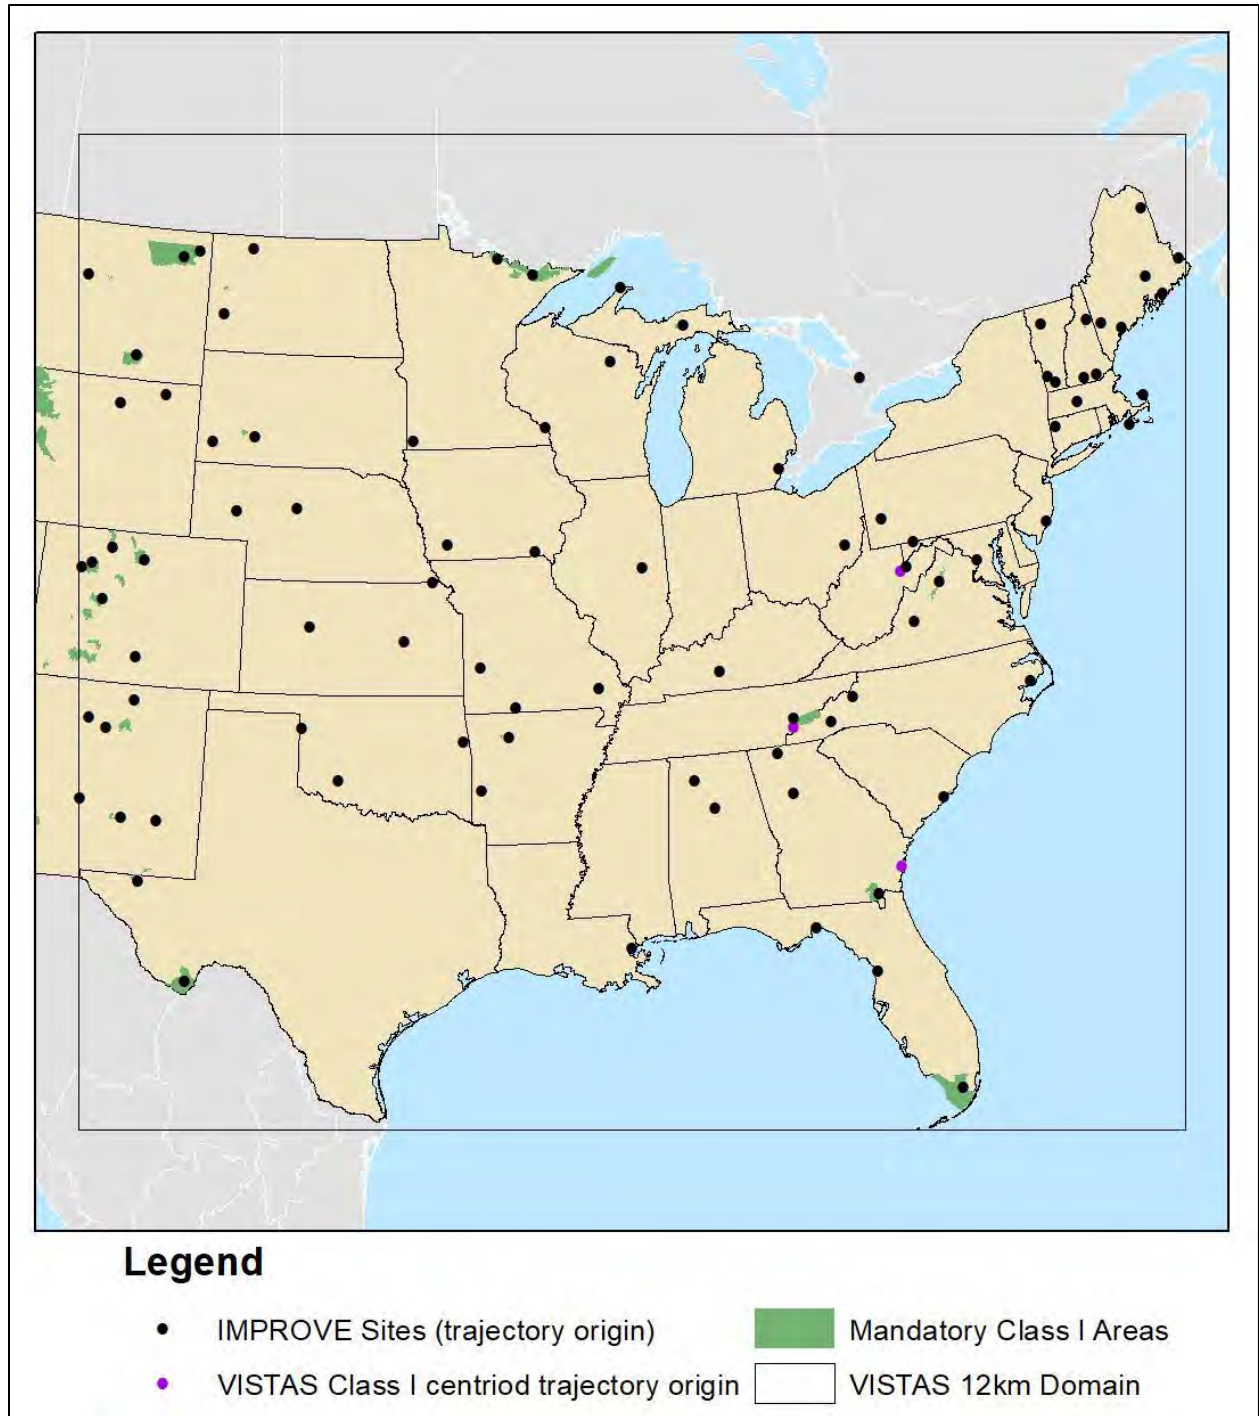 Legend
IMPROVE Sites (trajectory origin)
Mandatory Class I Areas
VISTAS Class I centriod trajectory origin
VISTAS 12km Domain